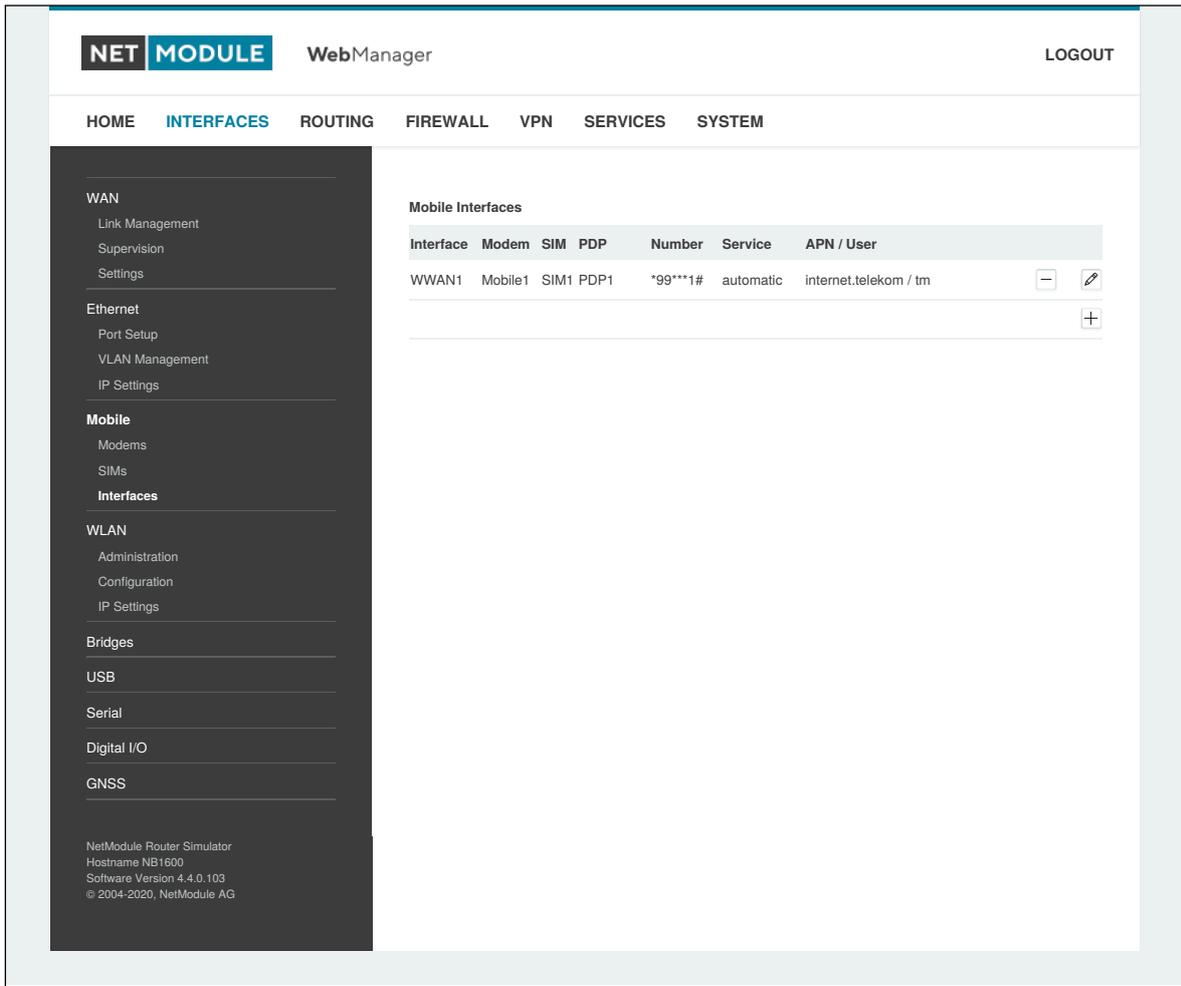 NET MODULE WebManager LOGOUT
HOME INTERFACES ROUTING FIREWALL VPN SERVICES SYSTEM
WAN
Link Management
Supervision
Settings
Ethernet
Port Setup
VLAN Management
IP Settings
Mobile
Modems
SIMs
Interfaces
WLAN
Administration
Configuration
IP Settings
Bridges
USB
Serial
Digital I/O
GNSS
NetModule Router Simulator
Hostname NB1600
Software Version 4.4.0.103
© 2004-2020, NetModule AG
Mobile Interfaces
Interface Modem SIM PDP Number Service APN / User
WWAN1 Mobile1 SIM1 PDP1 *99***1# automatic internet.telekom / tm